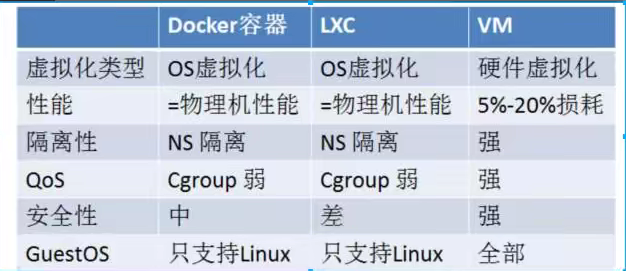 Docker容器 LXC VM
虚拟化类型 OS虚拟化 OS虚拟化 硬件虚拟化
性能 =物理机性能 =物理机性能 5%-20%损耗
隔离性 NS 隔离 NS 隔离 强
QoS Cgroup 弱 Cgroup 弱 强
安全性 中 差 强
GuestOS 只支持Linux 只支持Linux 全部